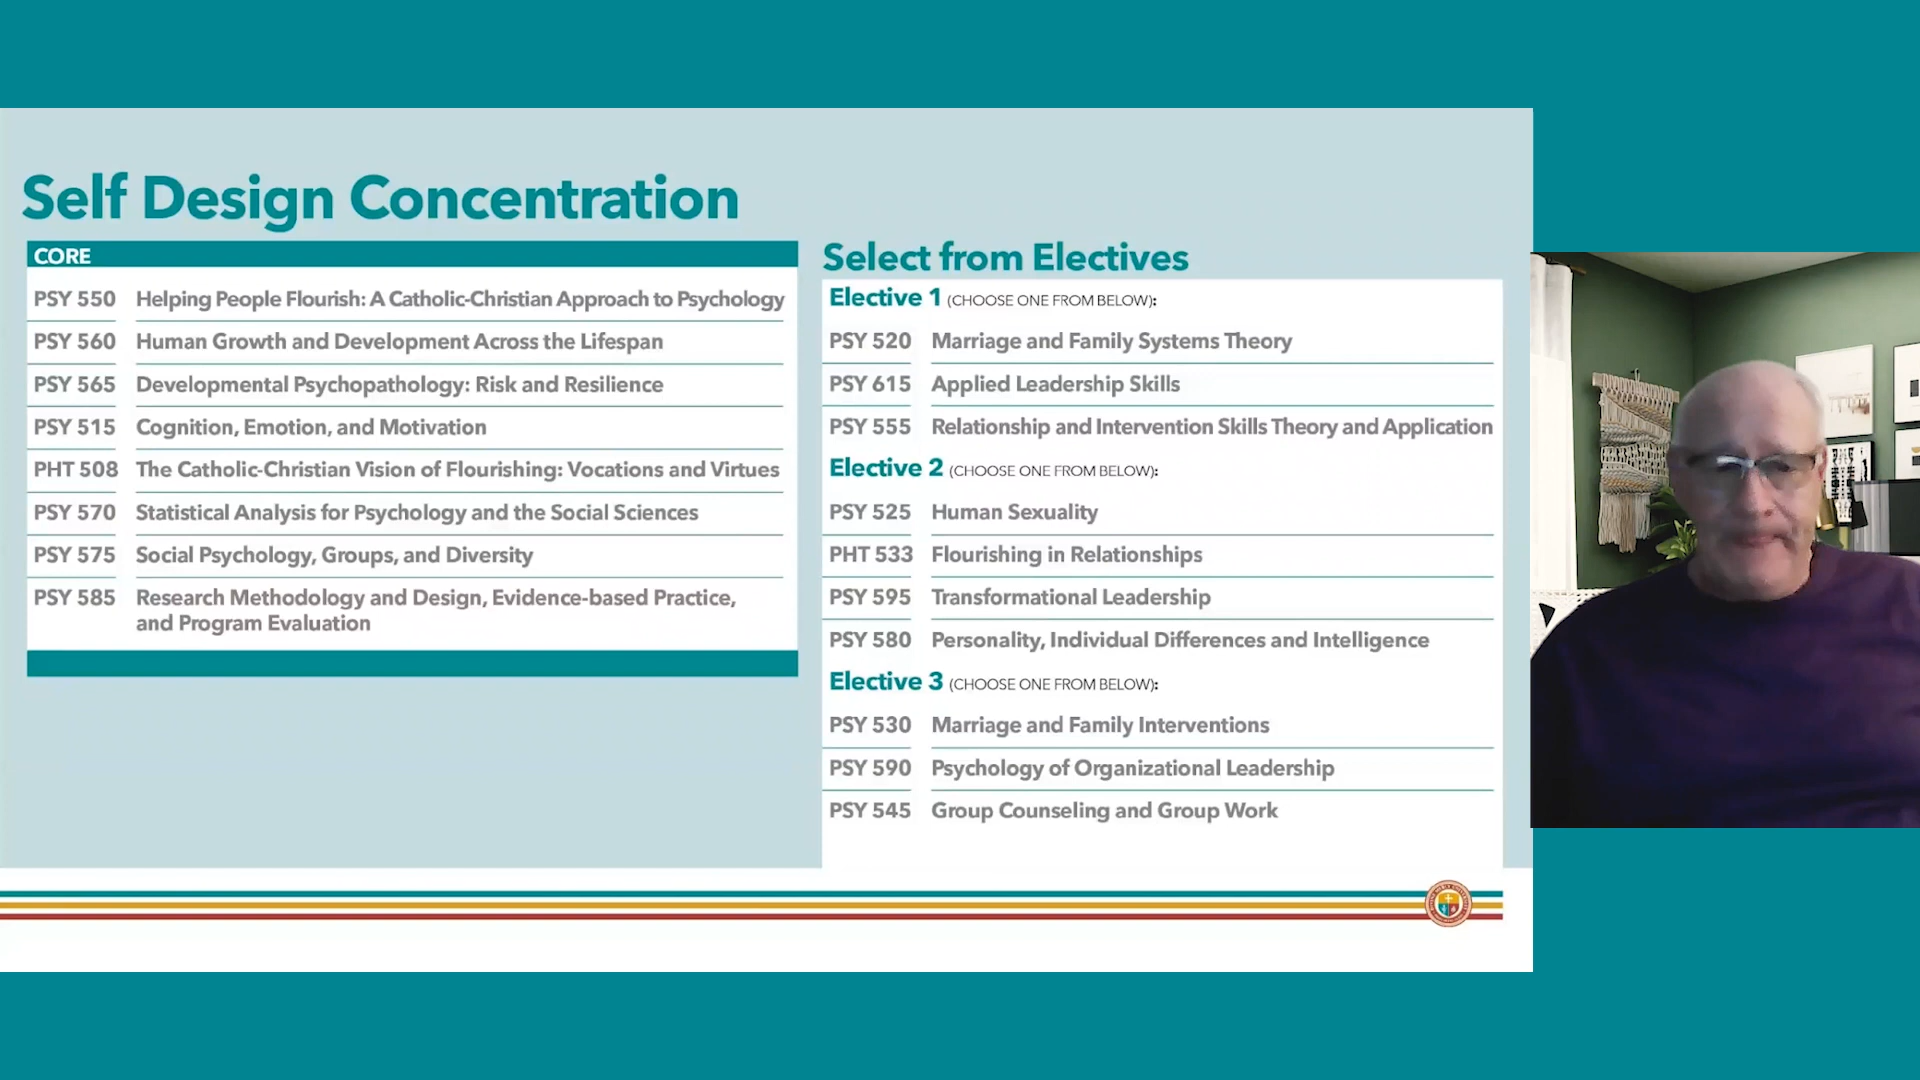 Self Design Concentration
CORE
PSY 550 Helping People Flourish: A Catholic-Christian Approach to Psychology
PSY 560 Human Growth and Development Across the Lifespan
PSY 565 Developmental Psychopathology: Risk and Resilience
PSY 515 Cognition, Emotion, and Motivation
PHT 508 The Catholic-Christian Vision of Flourishing: Vocations and Virtues
PSY 570 Statistical Analysis for Psychology and the Social Sciences
PSY 575 Social Psychology, Groups, and Diversity
PSY 585 Research Methodology and Design, Evidence-based Practice,
and Program Evaluation
Select from Electives
Elective 1 (CHOOSE ONE FROM BELOW):
PSY 520 Marriage and Family Systems Theory
PSY 615 Applied Leadership Skills
PSY 555 Relationship and Intervention Skills Theory and Application
Elective 2 (CHOOSE ONE FROM BELOW):
PSY 525 Human Sexuality
PHT 533 Flourishing in Relationships
PSY 595 Transformational Leadership
PSY 580 Personality, Individual Differences and Intelligence
Elective 3 (CHOOSE ONE FROM BELOW):
PSY 530 Marriage and Family Interventions
PSY 590 Psychology of Organizational Leadership
PSY 545 Group Counseling and Group Work